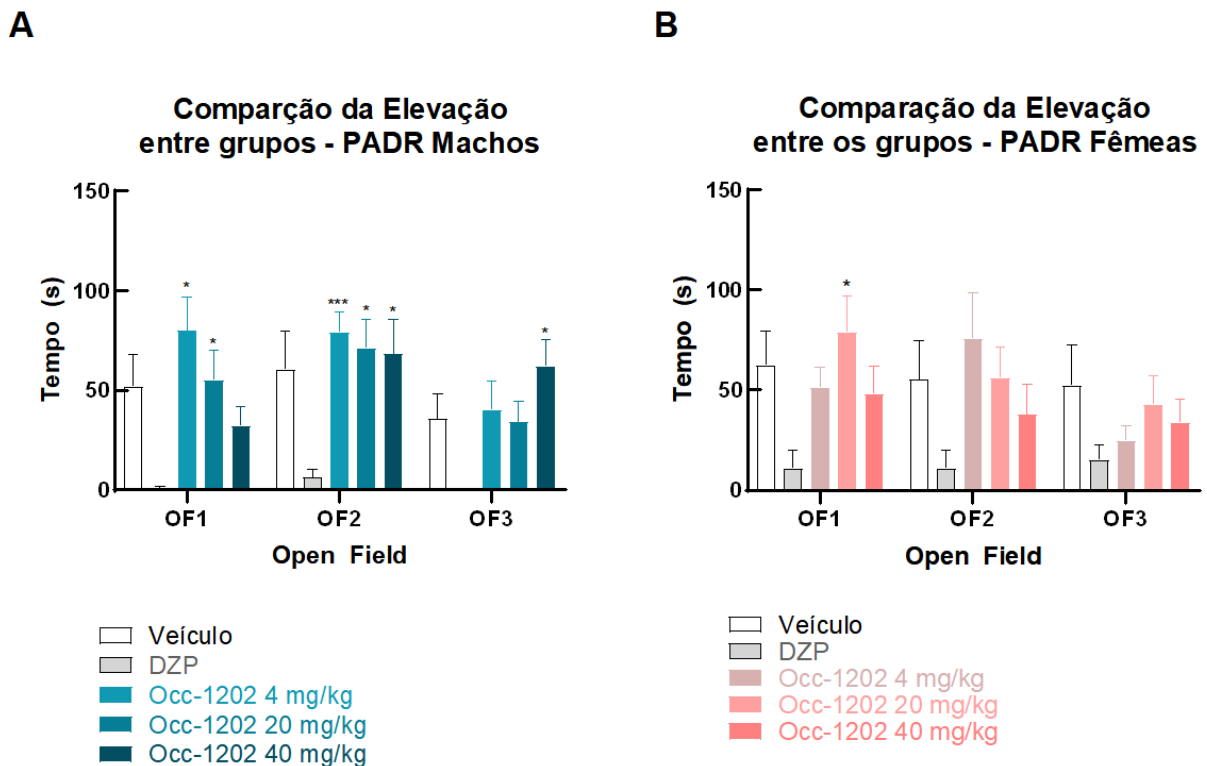 A
Comparção da Elevação
entre grupos - PADR Machos
150
100
50
0
Tempo (s)
*
*
***
*
*
*
OF1
OF2
OF3
Open Field
Veículo
DZP
Occ-1202 4 mg/kg
Occ-1202 20 mg/kg
Occ-1202 40 mg/kg
B
Comparação da Elevação
entre os grupos - PADR Fêmeas
150
100
50
0
Tempo (s)
*
OF1
OF2
OF3
Open Field
Veículo
DZP
Occ-1202 4 mg/kg
Occ-1202 20 mg/kg
Occ-1202 40 mg/kg